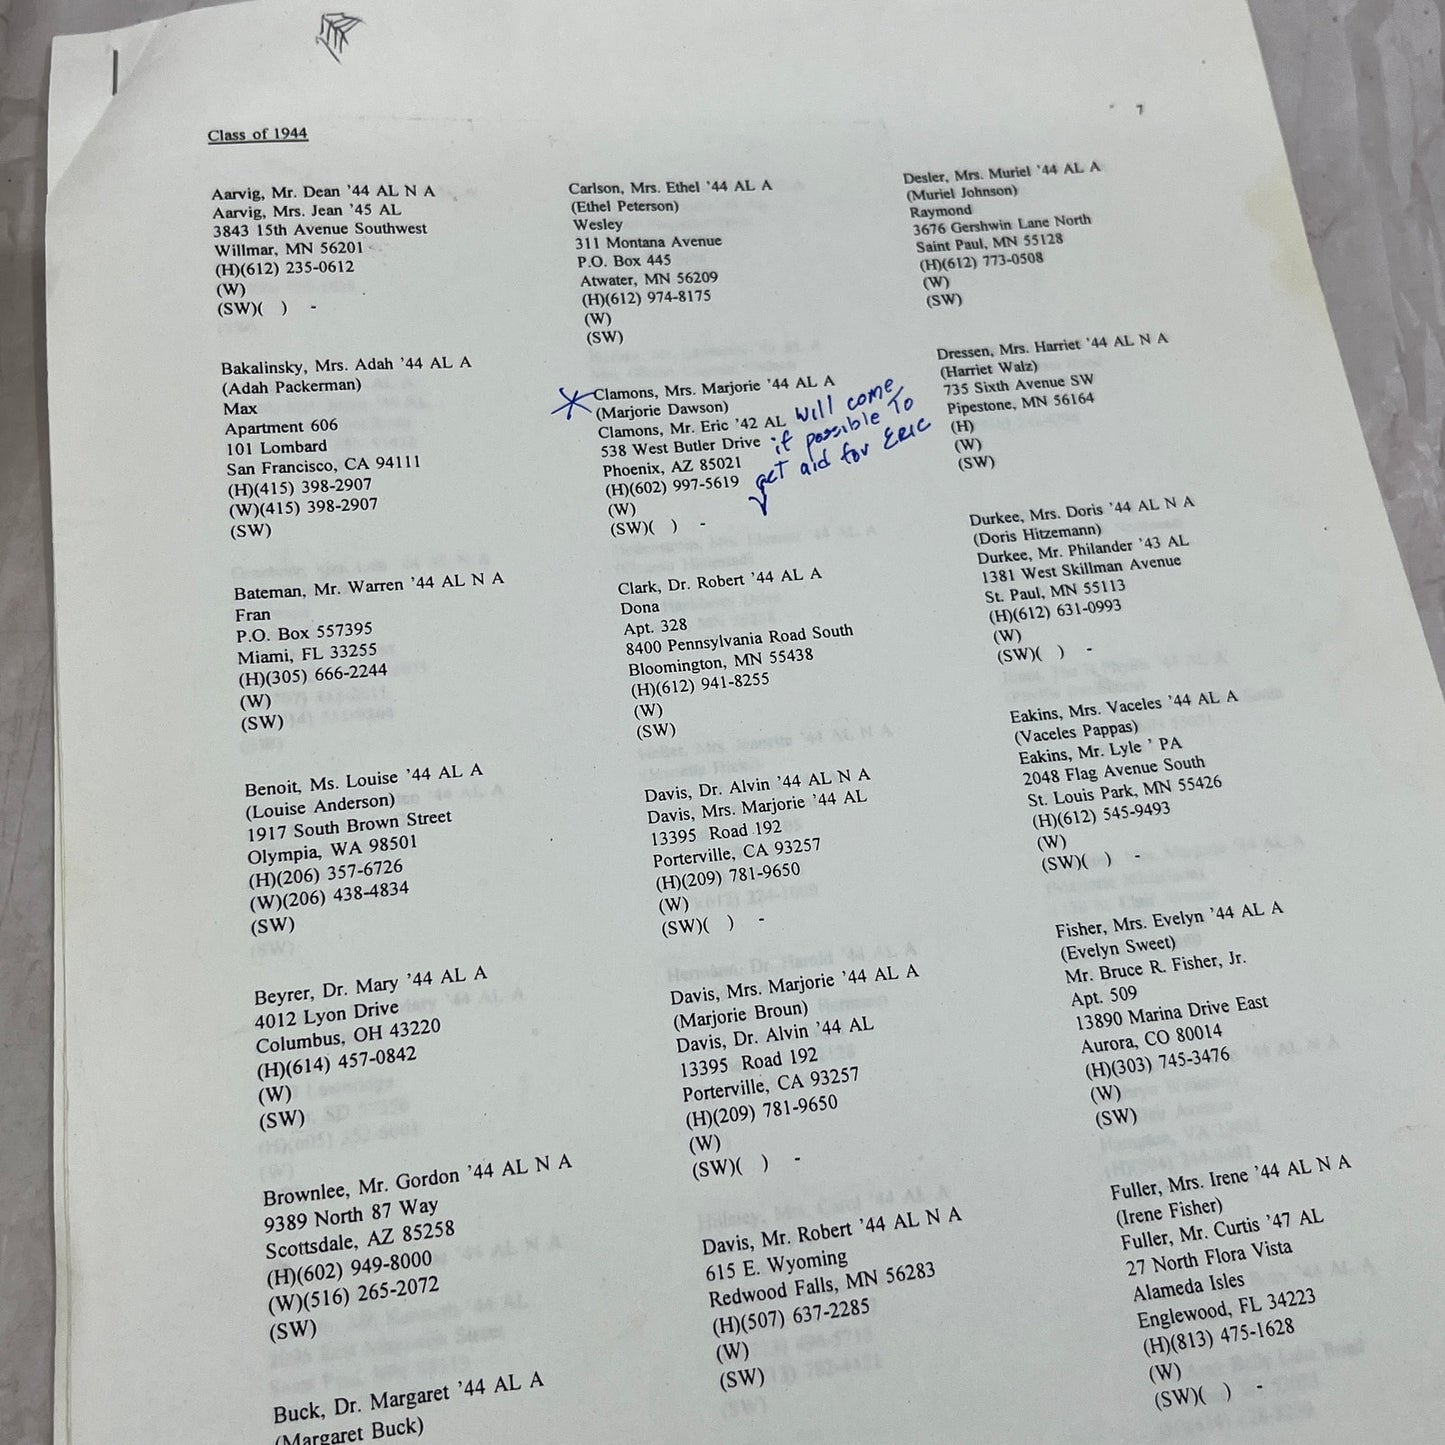 7
Class of 1944
Aarvig, Mr. Dean '44 AL N A
Aarvig, Mrs. Jean '45 AL
3843 15th Avenue Southwest
Willmar, MN 56201
(H)(612) 235-0612
(W)
(SW)( ) -
Bakalinsky, Mrs. Adah '44 AL A
(Adah Packerman)
Max
Apartment 606
101 Lombard
San Francisco, CA 94111
(H)(415) 398-2907
(W)(415) 398-2907
(SW)
Bateman, Mr. Warren '44 AL N A
Fran
P.O. Box 557395
Miami, FL 33255
(H)(305) 666-2244
(W)
(SW)
Benoit, Ms. Louise '44 AL A
(Louise Anderson)
1917 South Brown Street
Olympia, WA 98501
(H)(206) 357-6726
(W)(206) 438-4834
(SW)
Beyrer, Dr. Mary '44 AL A
4012 Lyon Drive
Columbus, OH 43220
(H)(614) 457-0842
(W)
(SW)
Brownlee, Mr. Gordon '44 AL N A
9389 North 87 Way
Scottsdale, AZ 85258
(H)(602) 949-8000
(W)(516) 265-2072
(SW)
Buck, Dr. Margaret '44 AL A
(Margaret Buck)
Carlson, Mrs. Ethel '44 AL A
(Ethel Peterson)
Wesley
311 Montana Avenue
P.O. Box 445
Atwater, MN 56209
(H)(612) 974-8175
(W)
(SW)
Clamons, Mrs. Marjorie '44 AL A
(Marjorie Dawson)
Clamons, Mr. Eric '42 AL
538 West Butler Drive
Phoenix, AZ 85021
(H)(602) 997-5619
(W)
(SW)( ) -
will come
if possible to
get aid for ERIC
Clark, Dr. Robert '44 AL A
Dona
Apt. 328
8400 Pennsylvania Road South
Bloomington, MN 55438
(H)(612) 941-8255
(W)
(SW)
Davis, Dr. Alvin '44 AL N A
Davis, Mrs. Marjorie '44 AL
13395 Road 192
Porterville, CA 93257
(H)(209) 781-9650
(W)
(SW)( ) -
Davis, Mrs. Marjorie '44 AL A
(Marjorie Broun)
Davis, Dr. Alvin '44 AL
13395 Road 192
Porterville, CA 93257
(H)(209) 781-9650
(W)
(SW)( ) -
Davis, Mr. Robert '44 AL N A
615 E. Wyoming
Redwood Falls, MN 56283
(H)(507) 637-2285
(W)
(SW)
Desler, Mrs. Muriel '44 AL A
(Muriel Johnson)
Raymond
3676 Gershwin Lane North
Saint Paul, MN 55128
(H)(612) 773-0508
(W)
(SW)
Dressen, Mrs. Harriet '44 AL N A
(Harriet Walz)
735 Sixth Avenue SW
Pipestone, MN 56164
(H)
(W)
(SW)
Durkee, Mrs. Doris '44 AL N A
(Doris Hitzemann)
Durkee, Mr. Philander '43 AL
1381 West Skillman Avenue
St. Paul, MN 55113
(H)(612) 631-0993
(W)
(SW)( ) -
Eakins, Mrs. Vaceles '44 AL A
(Vaceles Pappas)
Eakins, Mr. Lyle ' PA
2048 Flag Avenue South
St. Louis Park, MN 55426
(H)(612) 545-9493
(W)
(SW)( ) -
Fisher, Mrs. Evelyn '44 AL A
(Evelyn Sweet)
Mr. Bruce R. Fisher, Jr.
Apt. 509
13890 Marina Drive East
Aurora, CO 80014
(H)(303) 745-3476
(W)
(SW)
Fuller, Mrs. Irene '44 AL N A
(Irene Fisher)
Fuller, Mr. Curtis '47 AL
27 North Flora Vista
Alameda Isles
Englewood, FL 34223
(H)(813) 475-1628
(W)
(SW)( ) -